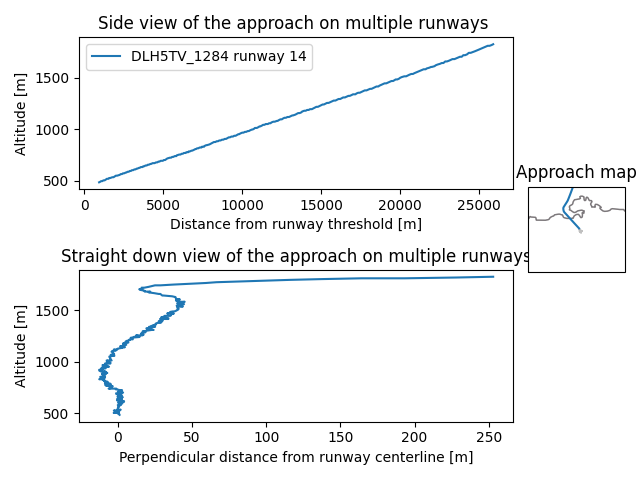 Side view of the approach on multiple runways
DLH5TV_1284 runway 14
Altitude [m]
1500
1000
500
0
5000
10000
15000
20000
25000
Distance from runway threshold [m]
Approach map
Straight down view of the approach on multiple runways
Altitude [m]
1500
1000
500
0
50
100
150
200
250
Perpendicular distance from runway centerline [m]